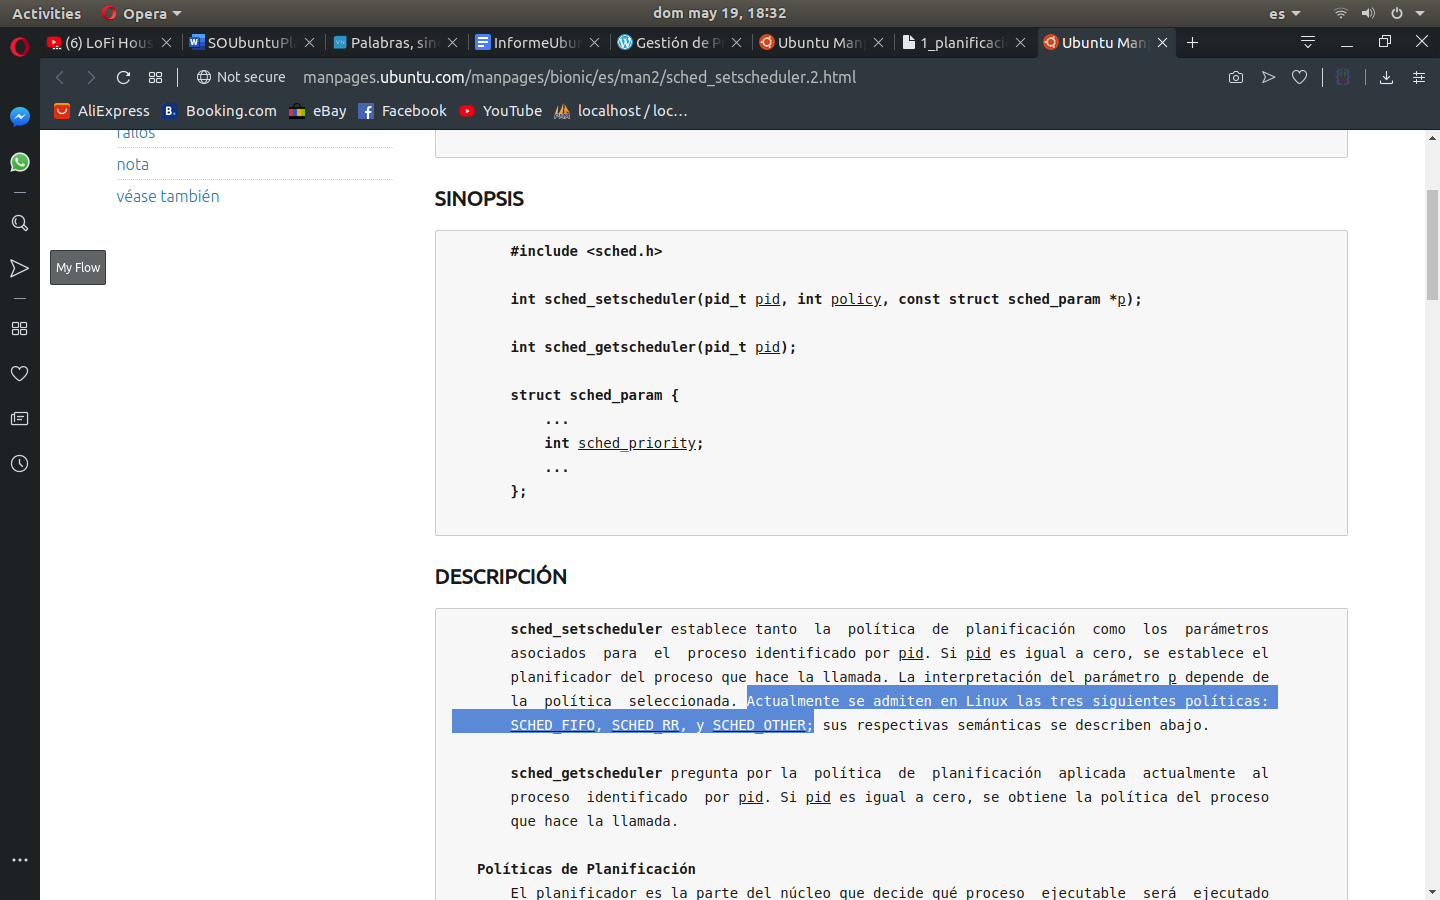 Activities Opera dom may 19, 18:32 es
(6) LoFi Hous SOUbuntuPl Palabras, sin InformeUbun Gestión de P Ubuntu Man 1_planificaci Ubuntu Man
Not secure manpages.ubuntu.com/manpages/bionic/es/man2/sched_setscheduler.2.html
AliExpress Booking.com eBay Facebook YouTube localhost / loc...
fallos
nota
véase también
My Flow
SINOPSIS
#include <sched.h>
int sched_setscheduler(pid_t pid, int policy, const struct sched_param *p);
int sched_getscheduler(pid_t pid);
struct sched_param {
...
int sched_priority;
...
};
DESCRIPCIÓN
sched_setscheduler establece tanto la política de planificación como los parámetros
asociados para el proceso identificado por pid. Si pid es igual a cero, se establece el
planificador del proceso que hace la llamada. La interpretación del parámetro p depende de
la política seleccionada. Actualmente se admiten en Linux las tres siguientes políticas:
SCHED_FIFO, SCHED_RR, y SCHED_OTHER; sus respectivas semánticas se describen abajo.
sched_getscheduler pregunta por la política de planificación aplicada actualmente al
proceso identificado por pid. Si pid es igual a cero, se obtiene la política del proceso
que hace la llamada.
Políticas de Planificación
El planificador es la parte del núcleo que decide qué proceso ejecutable será ejecutado